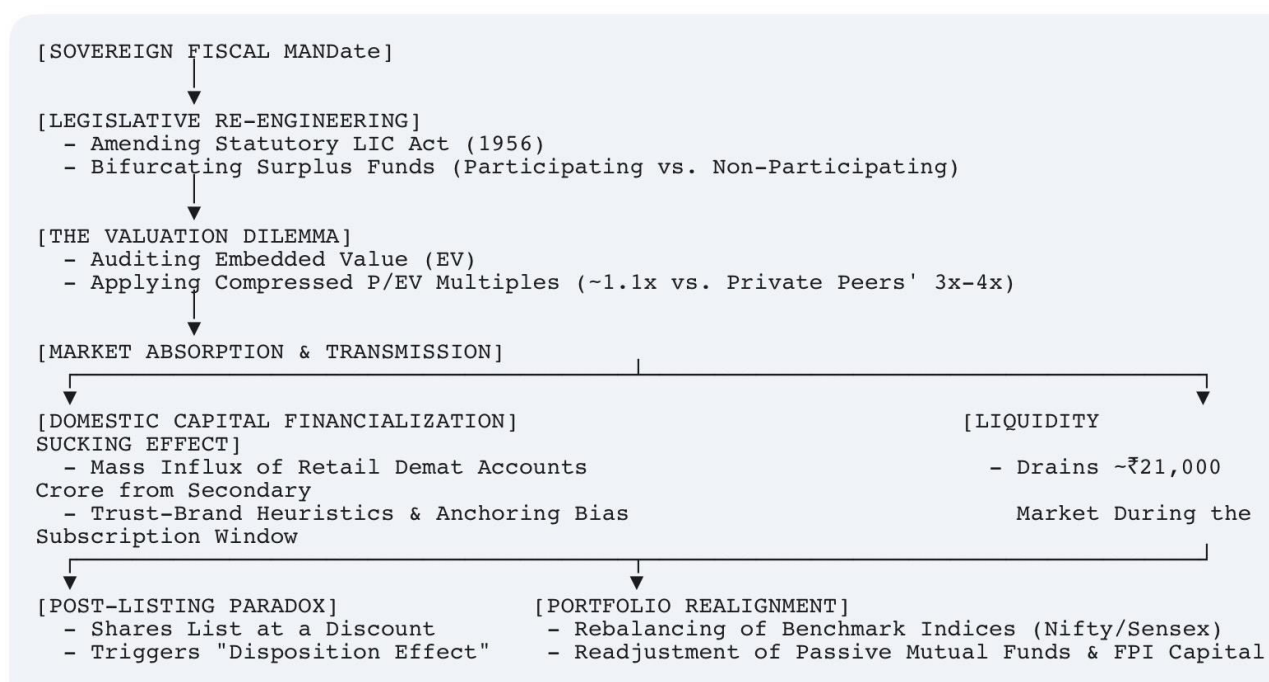 [SOVEREIGN FISCAL MANDate]
[LEGISLATIVE RE-ENGINEERING]
- Amending Statutory LIC Act (1956)
- Bifurcating Surplus Funds (Participating vs. Non-Participating)
[THE VALUATION DILEMMA]
- Auditing Embedded Value (EV)
- Applying Compressed P/EV Multiples (~1.1x vs. Private Peers' 3x-4x)
[MARKET ABSORPTION & TRANSMISSION]
[DOMESTIC CAPITAL FINANCIALIZATION] [LIQUIDITY
SUCKING EFFECT]
- Mass Influx of Retail Demat Accounts - Drains ~₹21,000
Crore from Secondary
- Trust-Brand Heuristics & Anchoring Bias Market During the
Subscription Window
[POST-LISTING PARADOX] [PORTFOLIO REALIGNMENT]
- Shares List at a Discount - Rebalancing of Benchmark Indices (Nifty/Sensex)
- Triggers "Disposition Effect" - Readjustment of Passive Mutual Funds & FPI Capital